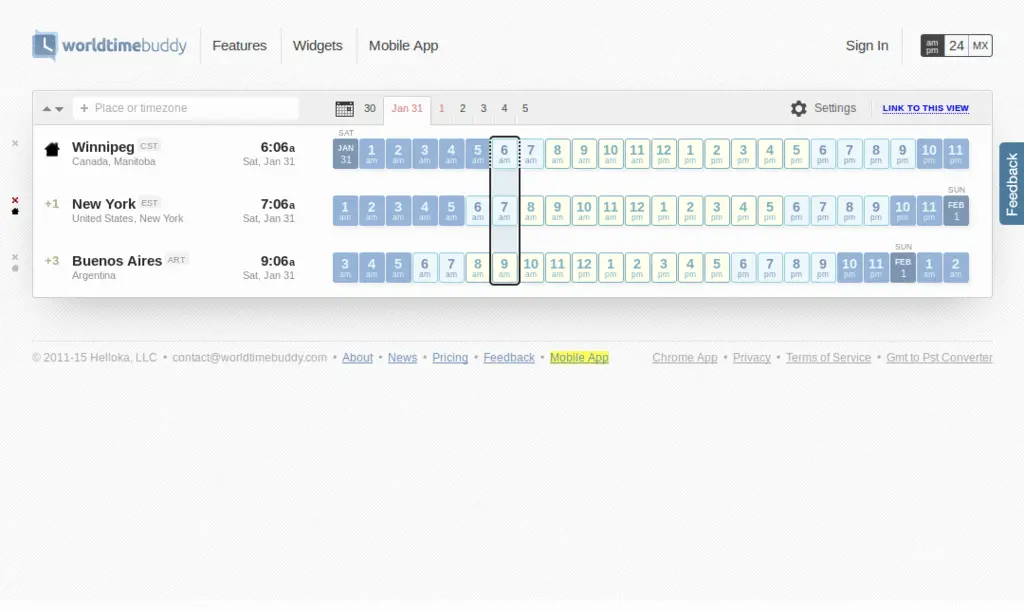 worldtimebuddy Features Widgets Mobile App Sign In am pm 24 MX
+ Place or timezone 30 Jan 31 1 2 3 4 5 Settings LINK TO THIS VIEW
SAT
Winnipeg CST 6:06a JAN 31 1 am 2 am 3 am 4 am 5 am 6 am 7 am 8 am 9 am 10 am 11 am 12 pm 1 pm 2 pm 3 pm 4 pm 5 pm 6 pm 7 pm 8 pm 9 pm 10 pm 11 pm
Canada, Manitoba Sat, Jan 31
SUN
+1 New York EST 7:06a 1 am 2 am 3 am 4 am 5 am 6 am 7 am 8 am 9 am 10 am 11 am 12 pm 1 pm 2 pm 3 pm 4 pm 5 pm 6 pm 7 pm 8 pm 9 pm 10 pm 11 pm FEB 1
United States, New York Sat, Jan 31
SUN
+3 Buenos Aires ART 9:06a 3 am 4 am 5 am 6 am 7 am 8 am 9 am 10 am 11 am 12 pm 1 pm 2 pm 3 pm 4 pm 5 pm 6 pm 7 pm 8 pm 9 pm 10 pm 11 pm FEB 1 1 am 2 am
Argentina Sat, Jan 31
Feedback
© 2011-15 Helloka, LLC • contact@worldtimebuddy.com • About • News • Pricing • Feedback • Mobile App Chrome App • Privacy • Terms of Service • Gmt to Pst Converter